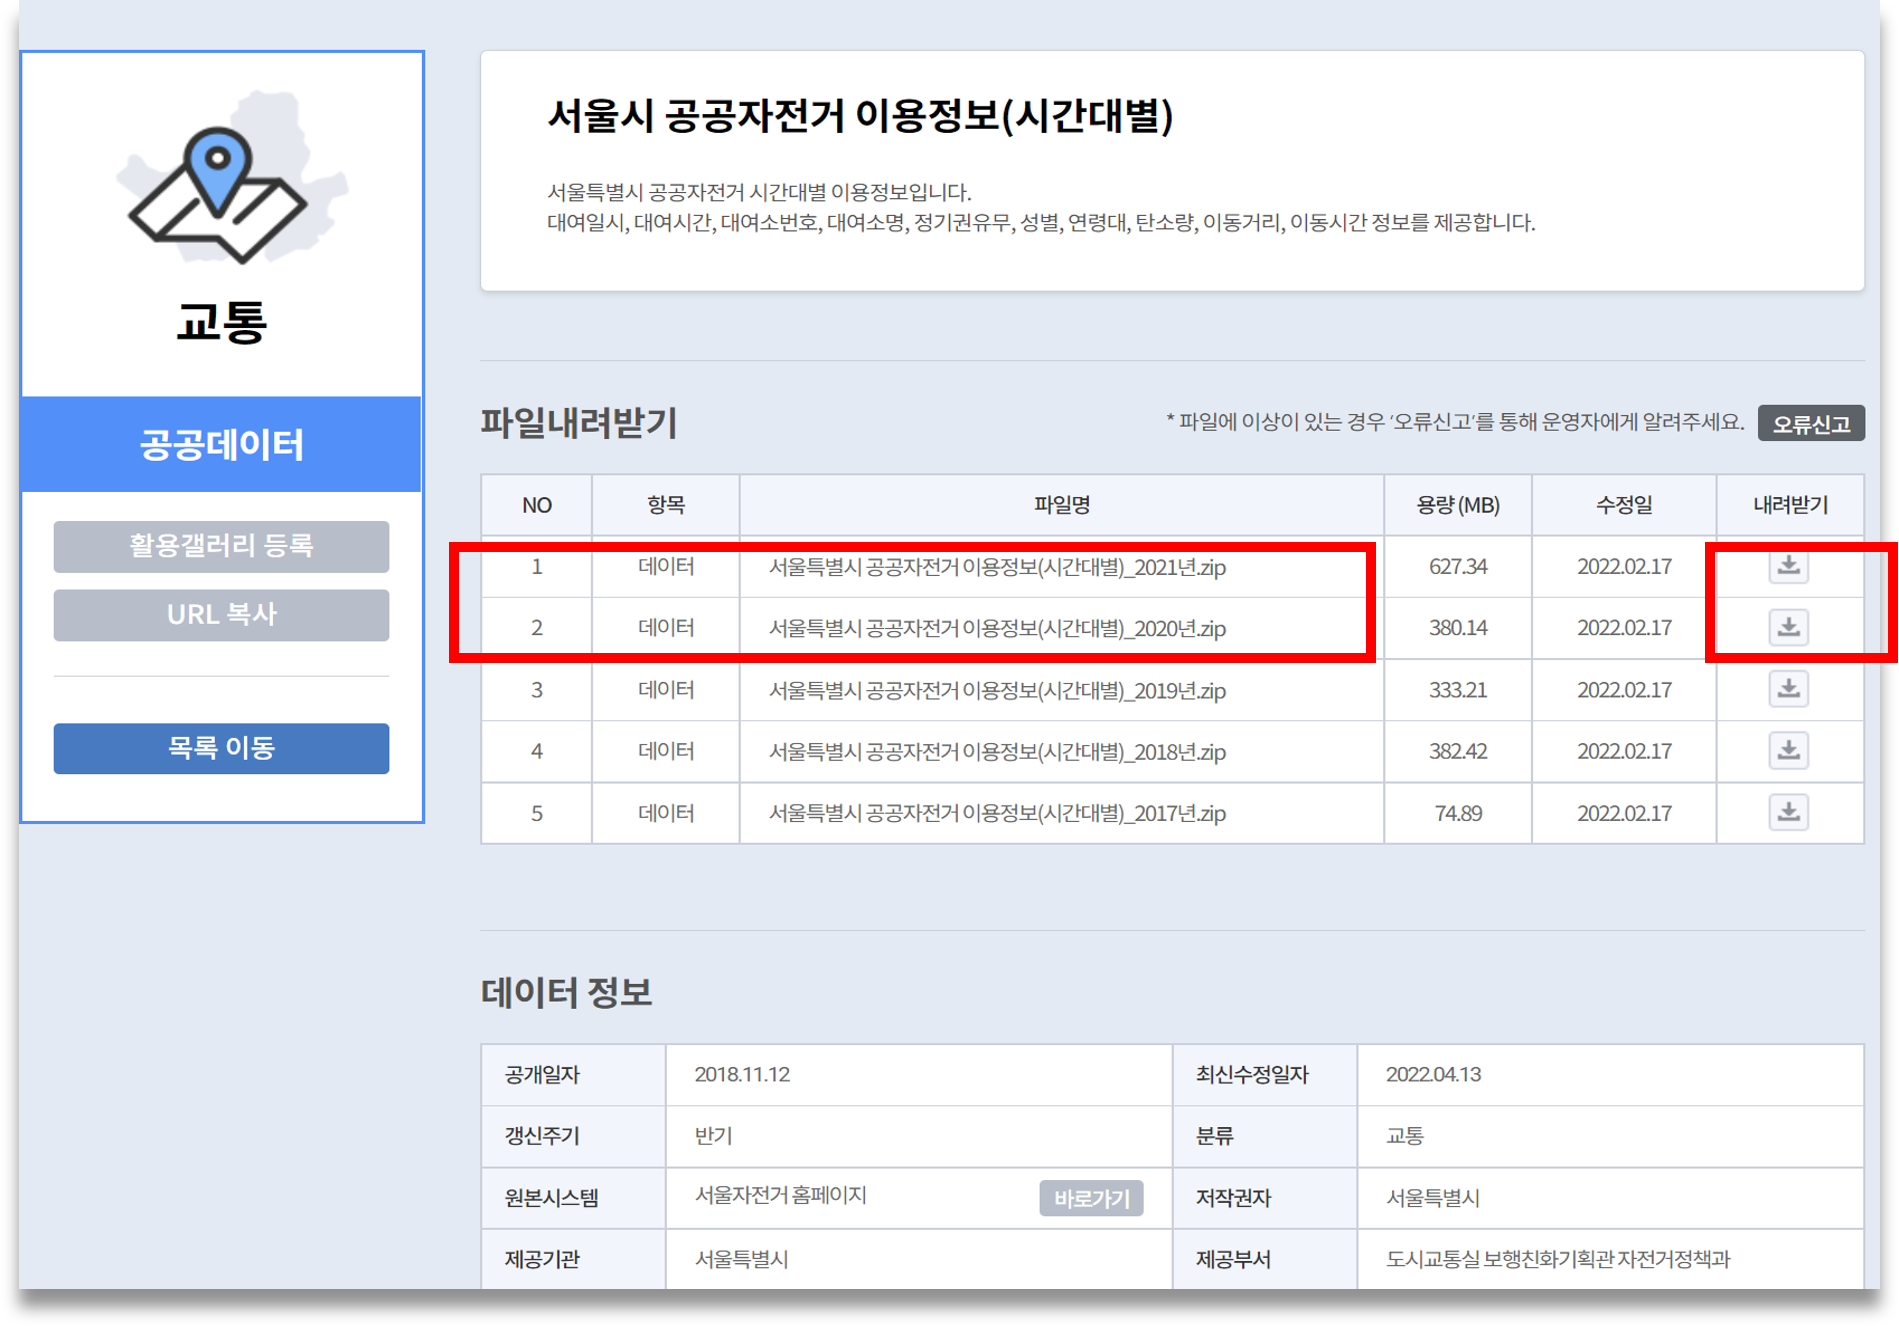 교통
공공데이터
활용갤러리 등록
URL 복사
목록 이동
서울시 공공자전거 이용정보(시간대별)
서울특별시 공공자전거 시간대별 이용정보입니다.
대여일시, 대여시간, 대여소번호, 대여소명, 정기권유무, 성별, 연령대, 탄소량, 이동거리, 이동시간 정보를 제공합니다.
파일내려받기
* 파일에 이상이 있는 경우 ‘오류신고’를 통해 운영자에게 알려주세요. 오류신고
NO 항목 파일명 용량 (MB) 수정일 내려받기
1 데이터 서울특별시 공공자전거 이용정보(시간대별)_2021년.zip 627.34 2022.02.17
2 데이터 서울특별시 공공자전거 이용정보(시간대별)_2020년.zip 380.14 2022.02.17
3 데이터 서울특별시 공공자전거 이용정보(시간대별)_2019년.zip 333.21 2022.02.17
4 데이터 서울특별시 공공자전거 이용정보(시간대별)_2018년.zip 382.42 2022.02.17
5 데이터 서울특별시 공공자전거 이용정보(시간대별)_2017년.zip 74.89 2022.02.17
데이터 정보
공개일자 2018.11.12 최신수정일자 2022.04.13
갱신주기 반기 분류 교통
원본시스템 서울자전거 홈페이지 바로가기 저작권자 서울특별시
제공기관 서울특별시 제공부서 도시교통실 보행친화기획관 자전거정책과